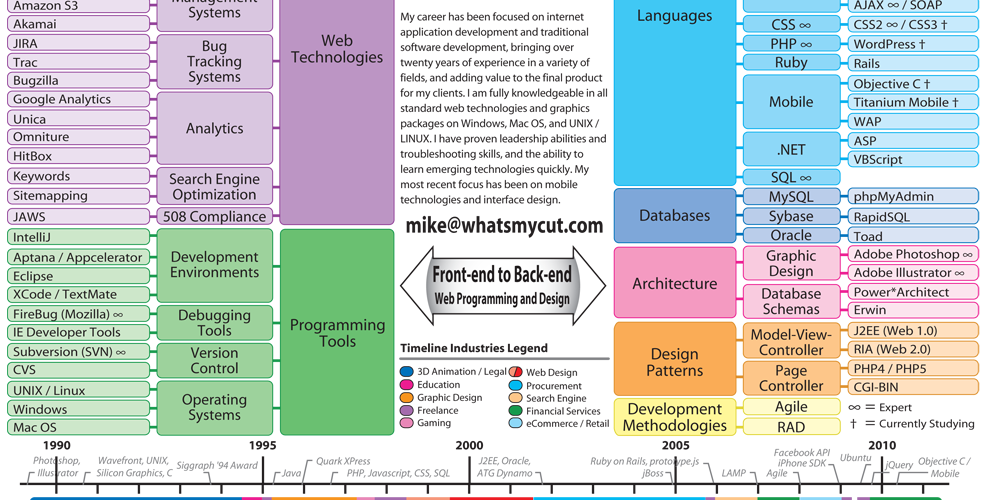 Amazon S3
Akamai
Management
Systems
JIRA
Trac
Bugzilla
Bug
Tracking
Systems
Google Analytics
Unica
Omniture
HitBox
Analytics
Keywords
Sitemapping
Search Engine
Optimization
JAWS
508 Compliance
Web
Technologies
IntelliJ
Aptana / Appcelerator
Eclipse
XCode / TextMate
Development
Environments
FireBug (Mozilla) ∞
IE Developer Tools
Debugging
Tools
Subversion (SVN) ∞
CVS
Version
Control
UNIX / Linux
Windows
Mac OS
Operating
Systems
Programming
Tools
My career has been focused on internet
application development and traditional
software development, bringing over
twenty years of experience in a variety of
fields, and adding value to the final product
for my clients. I am fully knowledgeable in all
standard web technologies and graphics
packages on Windows, Mac OS, and UNIX /
LINUX. I have proven leadership abilities and
troubleshooting skills, and the ability to
learn emerging technologies quickly. My
most recent focus has been on mobile
technologies and interface design.
mike@whatsmycut.com
Front-end to Back-end
Web Programming and Design
Timeline Industries Legend
3D Animation / Legal
Education
Graphic Design
Freelance
Gaming
Web Design
Procurement
Search Engine
Financial Services
eCommerce / Retail
Languages
AJAX ∞ / SOAP
CSS ∞
CSS2 ∞ / CSS3 †
PHP ∞
WordPress †
Ruby
Rails
Mobile
Objective C †
Titanium Mobile †
WAP
.NET
ASP
VBScript
SQL ∞
Databases
MySQL
phpMyAdmin
Sybase
RapidSQL
Oracle
Toad
Architecture
Graphic
Design
Adobe Photoshop ∞
Adobe Illustrator ∞
Database
Schemas
Power*Architect
Erwin
Design
Patterns
Model-View-
Controller
J2EE (Web 1.0)
RIA (Web 2.0)
Page
Controller
PHP4 / PHP5
CGI-BIN
Development
Methodologies
Agile
RAD
∞ = Expert
† = Currently Studying
1990
1995
2000
2005
2010
Photoshop,
Illustrator
Wavefront, UNIX,
Silicon Graphics, C
Siggraph '94 Award
Java
Quark XPress
PHP, Javascript, CSS, SQL
J2EE, Oracle,
ATG Dynamo
Ruby on Rails, prototype.js
jBoss
LAMP
Agile
Facebook API
iPhone SDK
Ubuntu
jQuery
Objective C /
Mobile